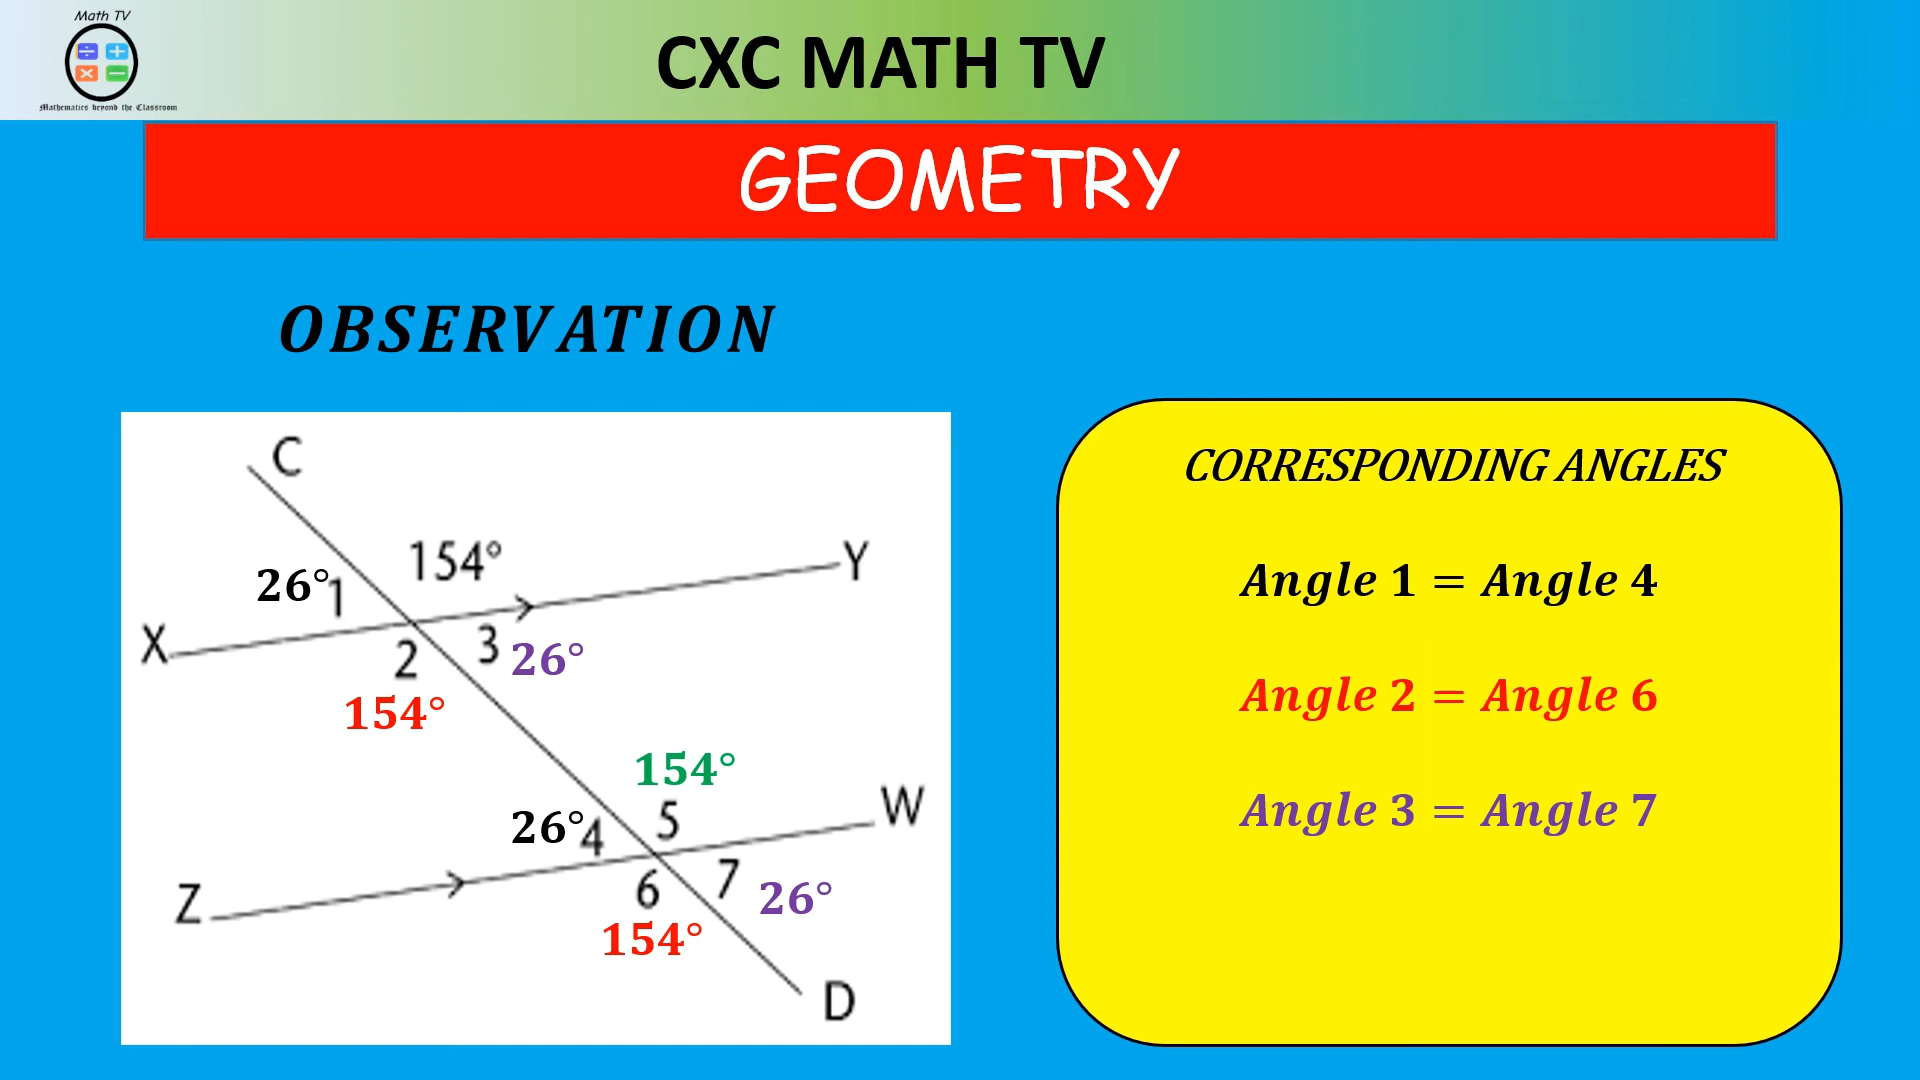 Math TV
Mathematics beyond the Classroom
CXC MATH TV
GEOMETRY
OBSERVATION
C
154°
Y
26° 1
X
2
3 26°
154°
154°
W
26° 4
5
Z
6
7 26°
154°
D
CORRESPONDING ANGLES
Angle 1 = Angle 4
Angle 2 = Angle 6
Angle 3 = Angle 7